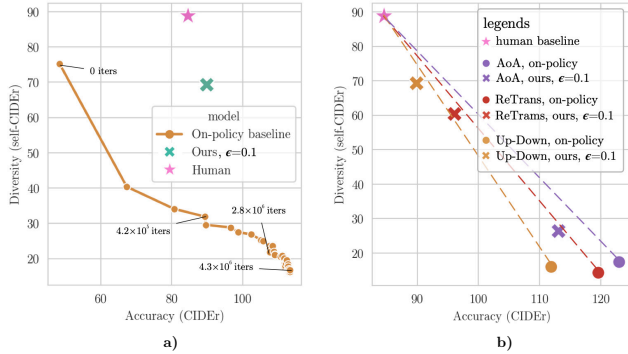 90
80
70
60
50
40
30
20
Diversity (self-CIDEr)
60
80
100
Accuracy (CIDEr)
0 iters
4.2×10⁵ iters
2.8×10⁶ iters
4.3×10⁶ iters
model
On-policy baseline
Ours, ϵ=0.1
Human
a)
90
80
70
60
50
40
30
20
Diversity (self-CIDEr)
90
100
110
120
Accuracy (CIDEr)
legends
human baseline
AoA, on-policy
AoA, ours, ϵ=0.1
ReTrans, on-policy
ReTrams, ours, ϵ=0.1
Up-Down, on-policy
Up-Down, ours, ϵ=0.1
b)